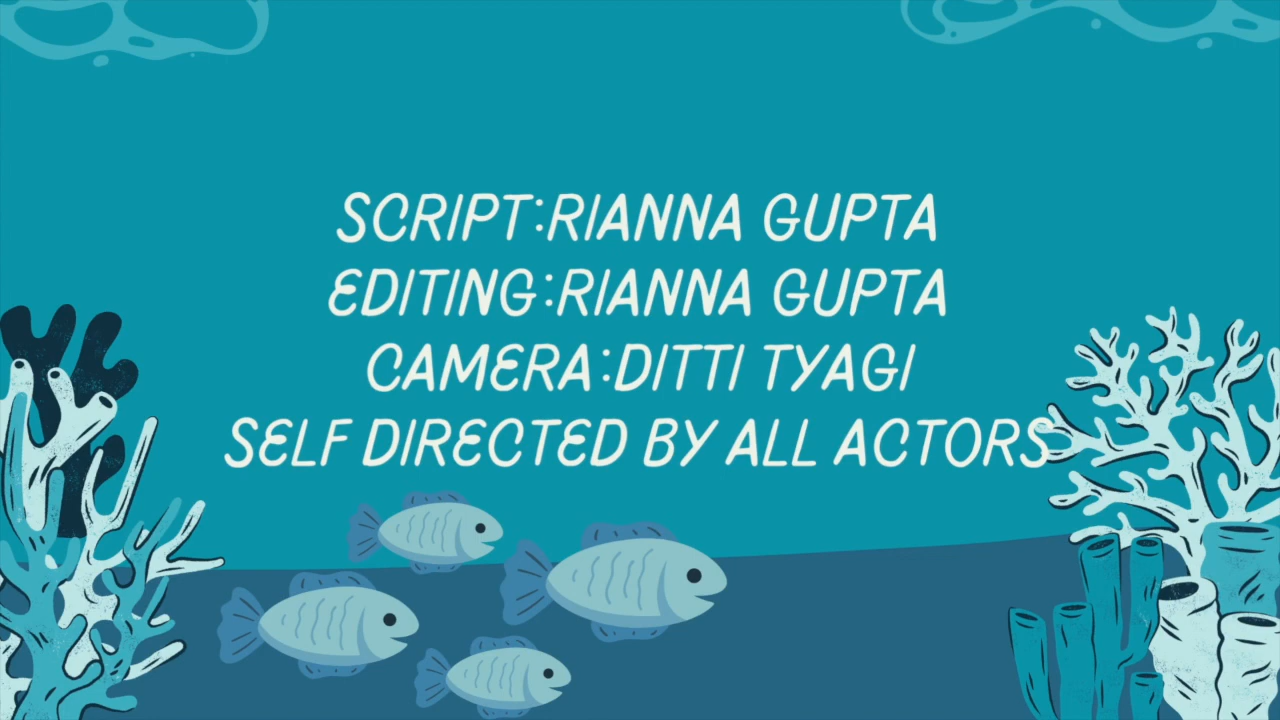 SCRIPT:RIANNA GUPTA
EDITING:RIANNA GUPTA
CAMERA:DITTI TYAGI
SELF DIRECTED BY ALL ACTORS